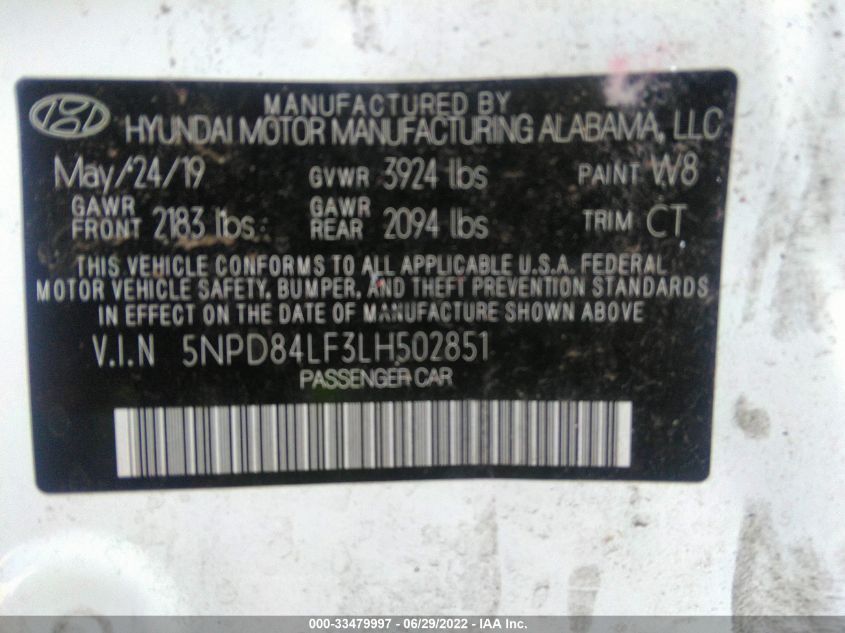 MANUFACTURED BY
HYUNDAI MOTOR MANUFACTURING ALABAMA, LLC
May/24/19 GVWR 3924 lbs PAINT W8
GAWR FRONT 2183 lbs GAWR REAR 2094 lbs TRIM CT
THIS VEHICLE CONFORMS TO ALL APPLICABLE U.S.A. FEDERAL
MOTOR VEHICLE SAFETY, BUMPER, AND THEFT PREVENTION STANDARDS
IN EFFECT ON THE DATE OF MANUFACTURE SHOWN ABOVE
V.I.N 5NPD84LF3LH502851
PASSENGER CAR
000-33479997 - 06/29/2022 - IAA Inc.